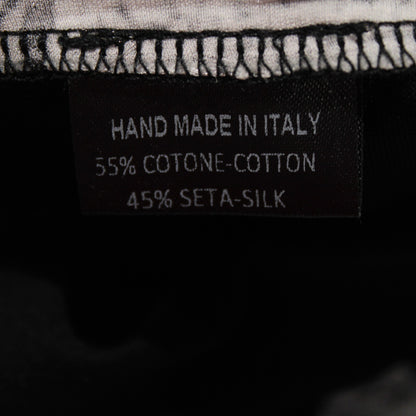 HAND MADE IN ITALY
55% COTONE-COTTON
45% SETA-SILK